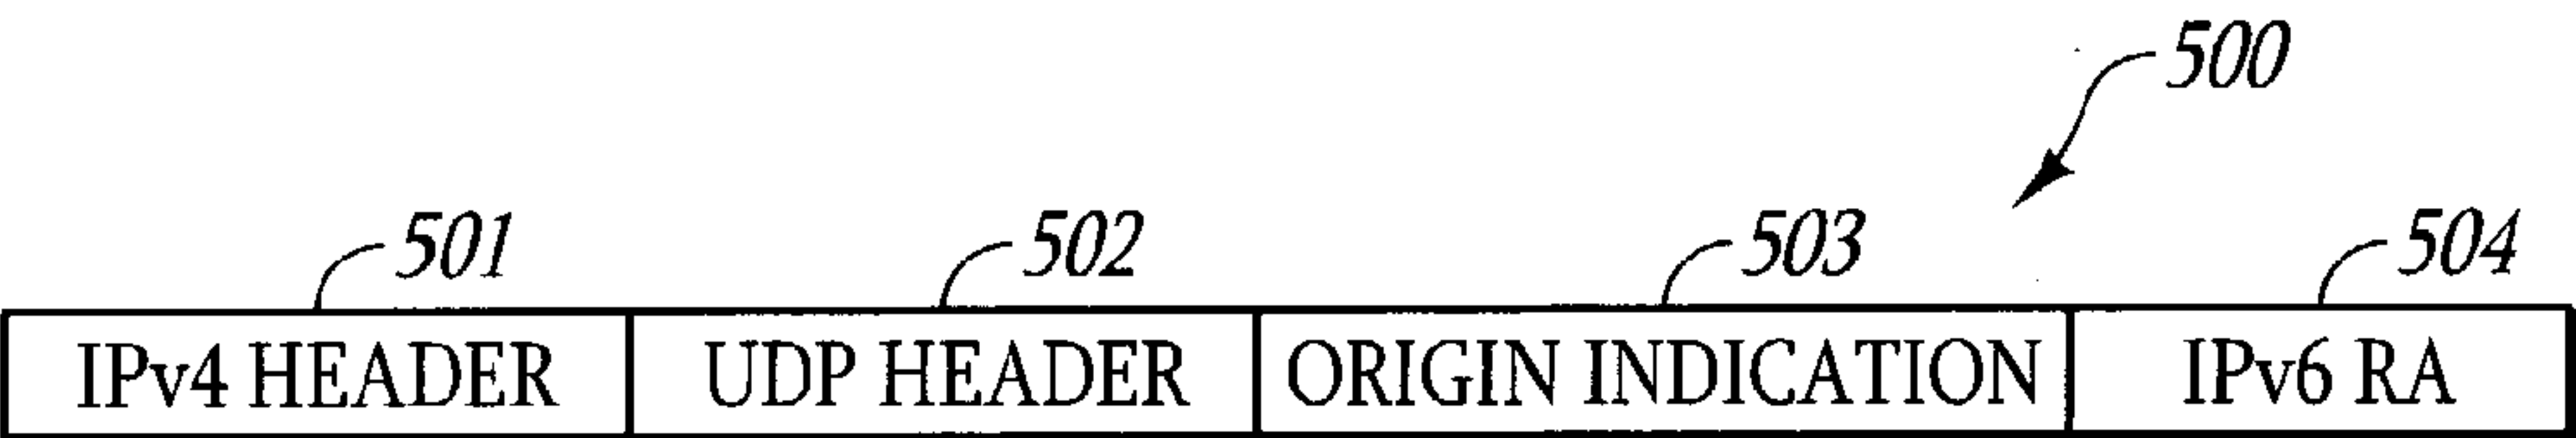 500
501 502 503 504
IPv4 HEADER UDP HEADER ORIGIN INDICATION IPv6 RA